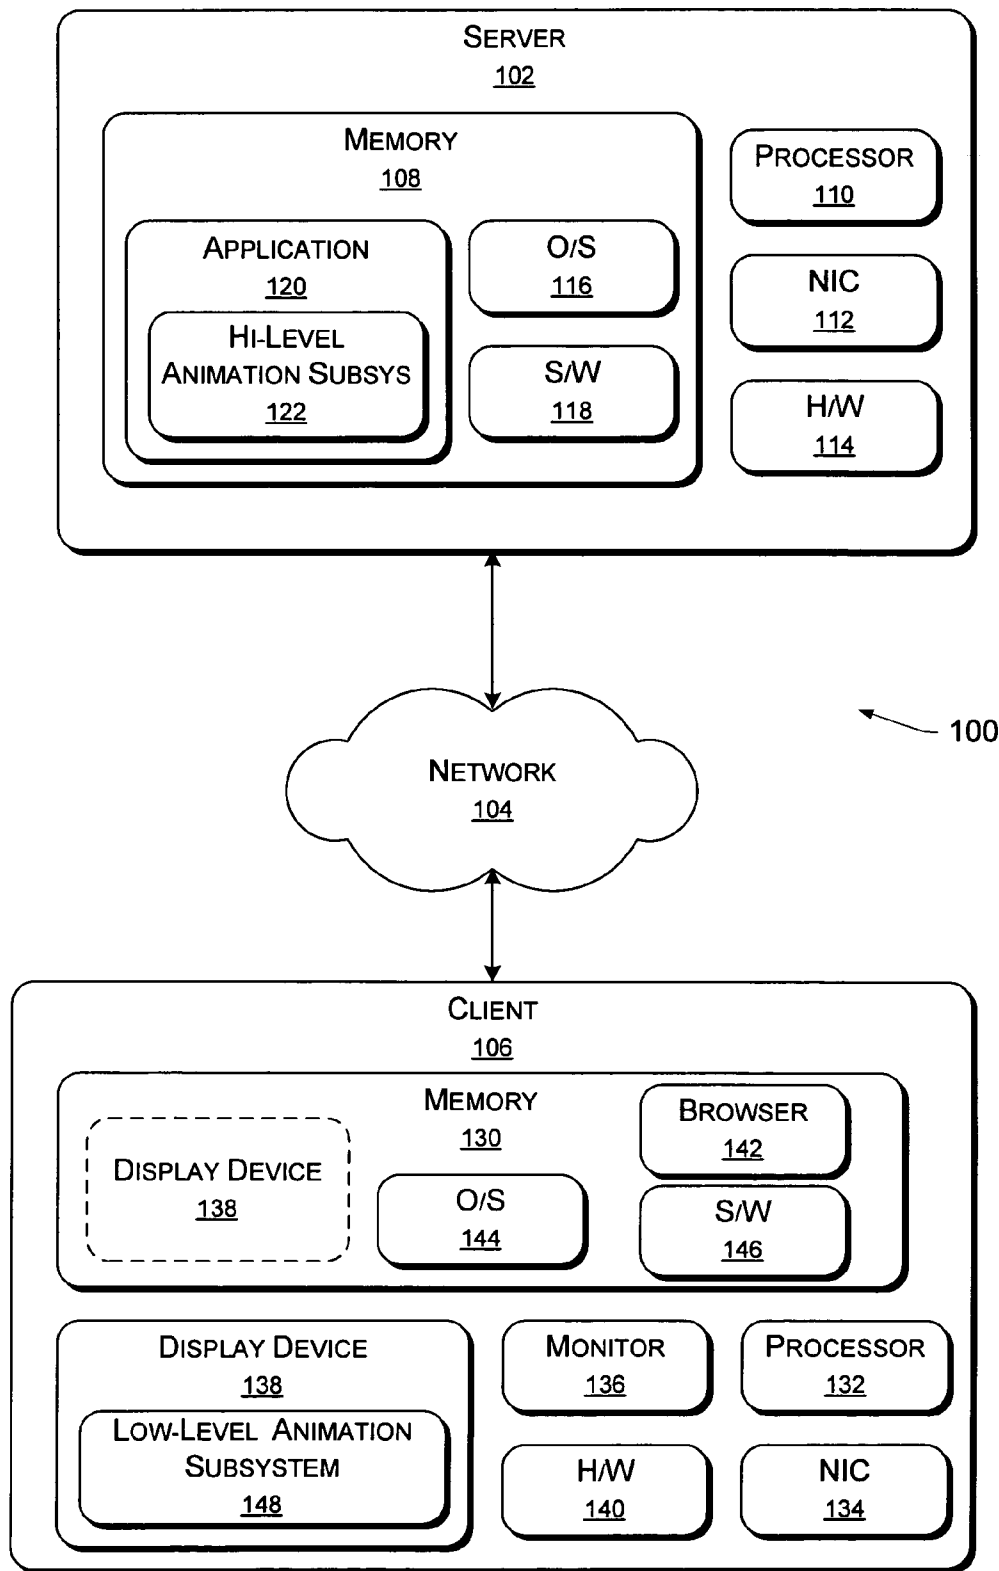 SERVER
102
MEMORY
108
PROCESSOR
110
APPLICATION
120
O/S
116
NIC
112
HI-LEVEL
ANIMATION SUBSYS
122
S/W
118
H/W
114
NETWORK
104
100
CLIENT
106
MEMORY
130
BROWSER
142
DISPLAY DEVICE
138
O/S
144
S/W
146
DISPLAY DEVICE
138
MONITOR
136
PROCESSOR
132
LOW-LEVEL ANIMATION
SUBSYSTEM
148
H/W
140
NIC
134